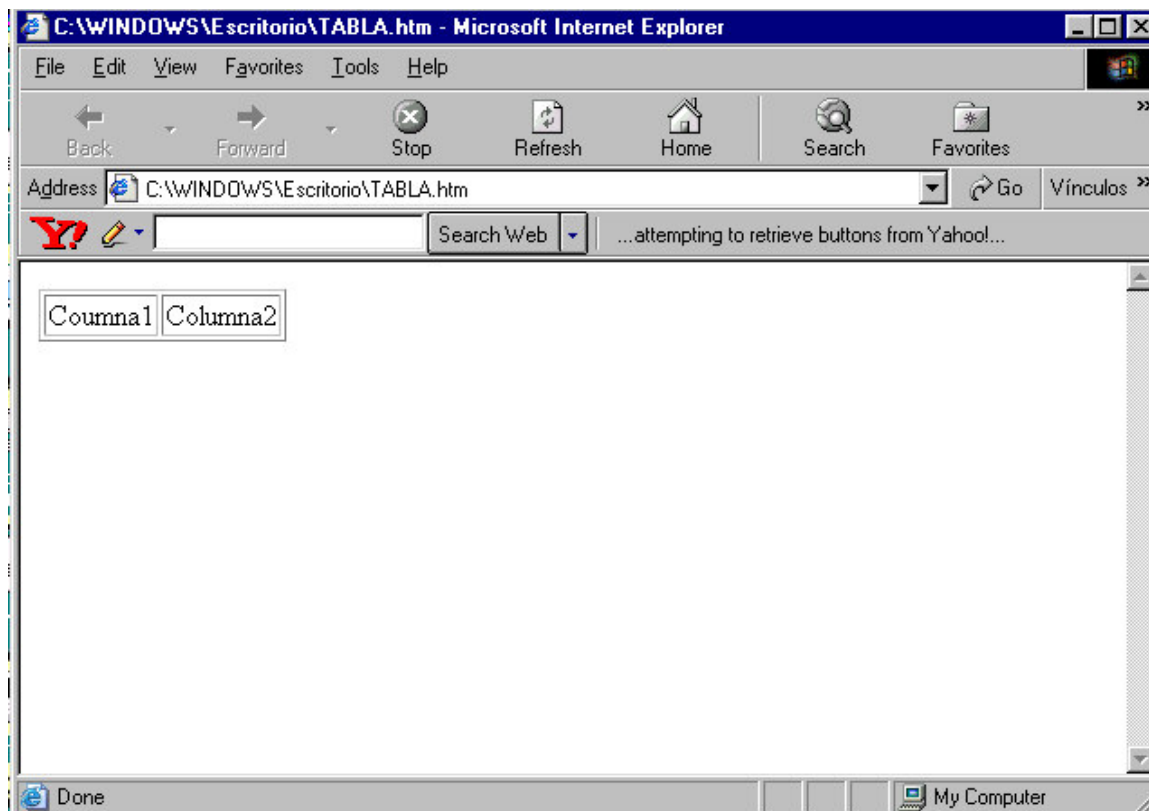 C:\WINDOWS\Escritorio\TABLA.htm - Microsoft Internet Explorer
File Edit View Favorites Tools Help
Back Forward Stop Refresh Home Search Favorites »
Address C:\WINDOWS\Escritorio\TABLA.htm Go Vínculos »
Y! Search Web ...attempting to retrieve buttons from Yahoo!...
Coumna1 Columna2
Done My Computer